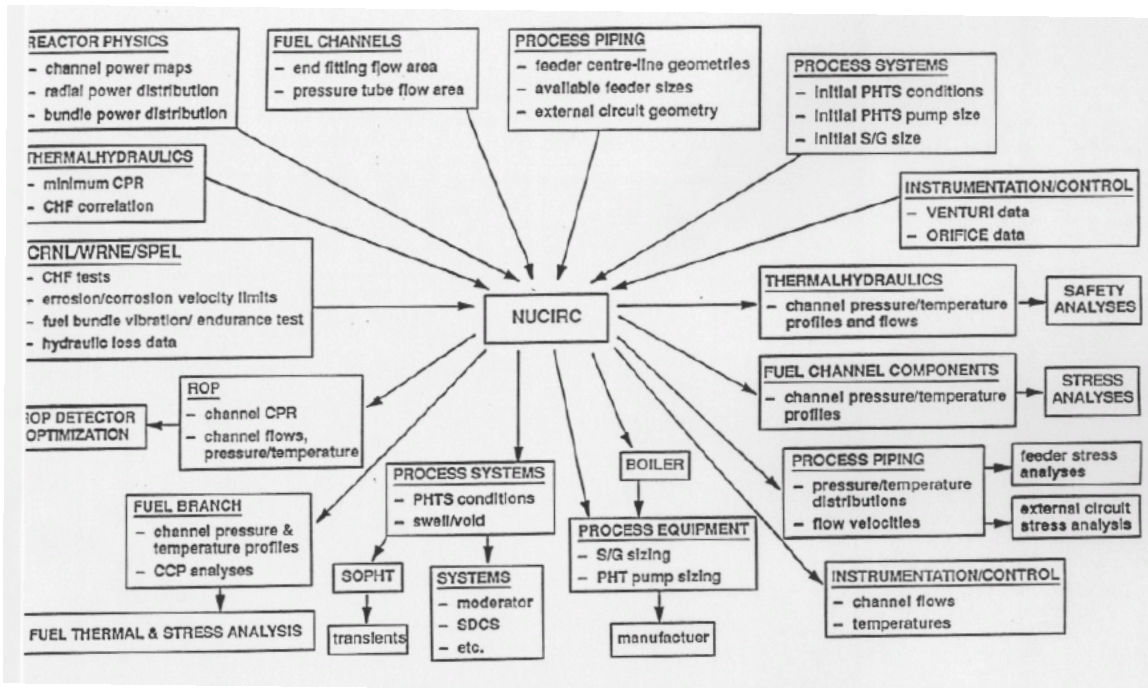 REACTOR PHYSICS
- channel power maps
- radial power distribution
- bundle power distribution
FUEL CHANNELS
- end fitting flow area
- pressure tube flow area
PROCESS PIPING
- feeder centre-line geometries
- available feeder sizes
- external circuit geometry
PROCESS SYSTEMS
- initial PHTS conditions
- initial PHTS pump size
- initial S/G size
THERMALHYDRAULICS
- minimum CPR
- CHF correlation
INSTRUMENTATION/CONTROL
- VENTURI data
- ORIFICE data
CRNL/WRNE/SPEL
- CHF tests
- errosion/corrosion velocity limits
- fuel bundle vibration/ endurance test
- hydraulic loss data
NUCIRC
THERMALHYDRAULICS
- channel pressure/temperature
profiles and flows
SAFETY
ANALYSES
FUEL CHANNEL COMPONENTS
- channel pressure/temperature
profiles
STRESS
ANALYSES
ROP
- channel CPR
- channel flows,
pressure/temperature
ROP DETECTOR
OPTIMIZATION
PROCESS SYSTEMS
- PHTS conditions
- swell/void
BOILER
PROCESS PIPING
- pressure/temperature
distributions
- flow velocities
feeder stress
analyses
external circuit
stress analysis
FUEL BRANCH
- channel pressure &
temperature profiles
- CCP analyses
PROCESS EQUIPMENT
- S/G sizing
- PHT pump sizing
SOPHT
SYSTEMS
- moderator
- SDCS
- etc.
INSTRUMENTATION/CONTROL
- channel flows
- temperatures
FUEL THERMAL & STRESS ANALYSIS
transients
manufactuer